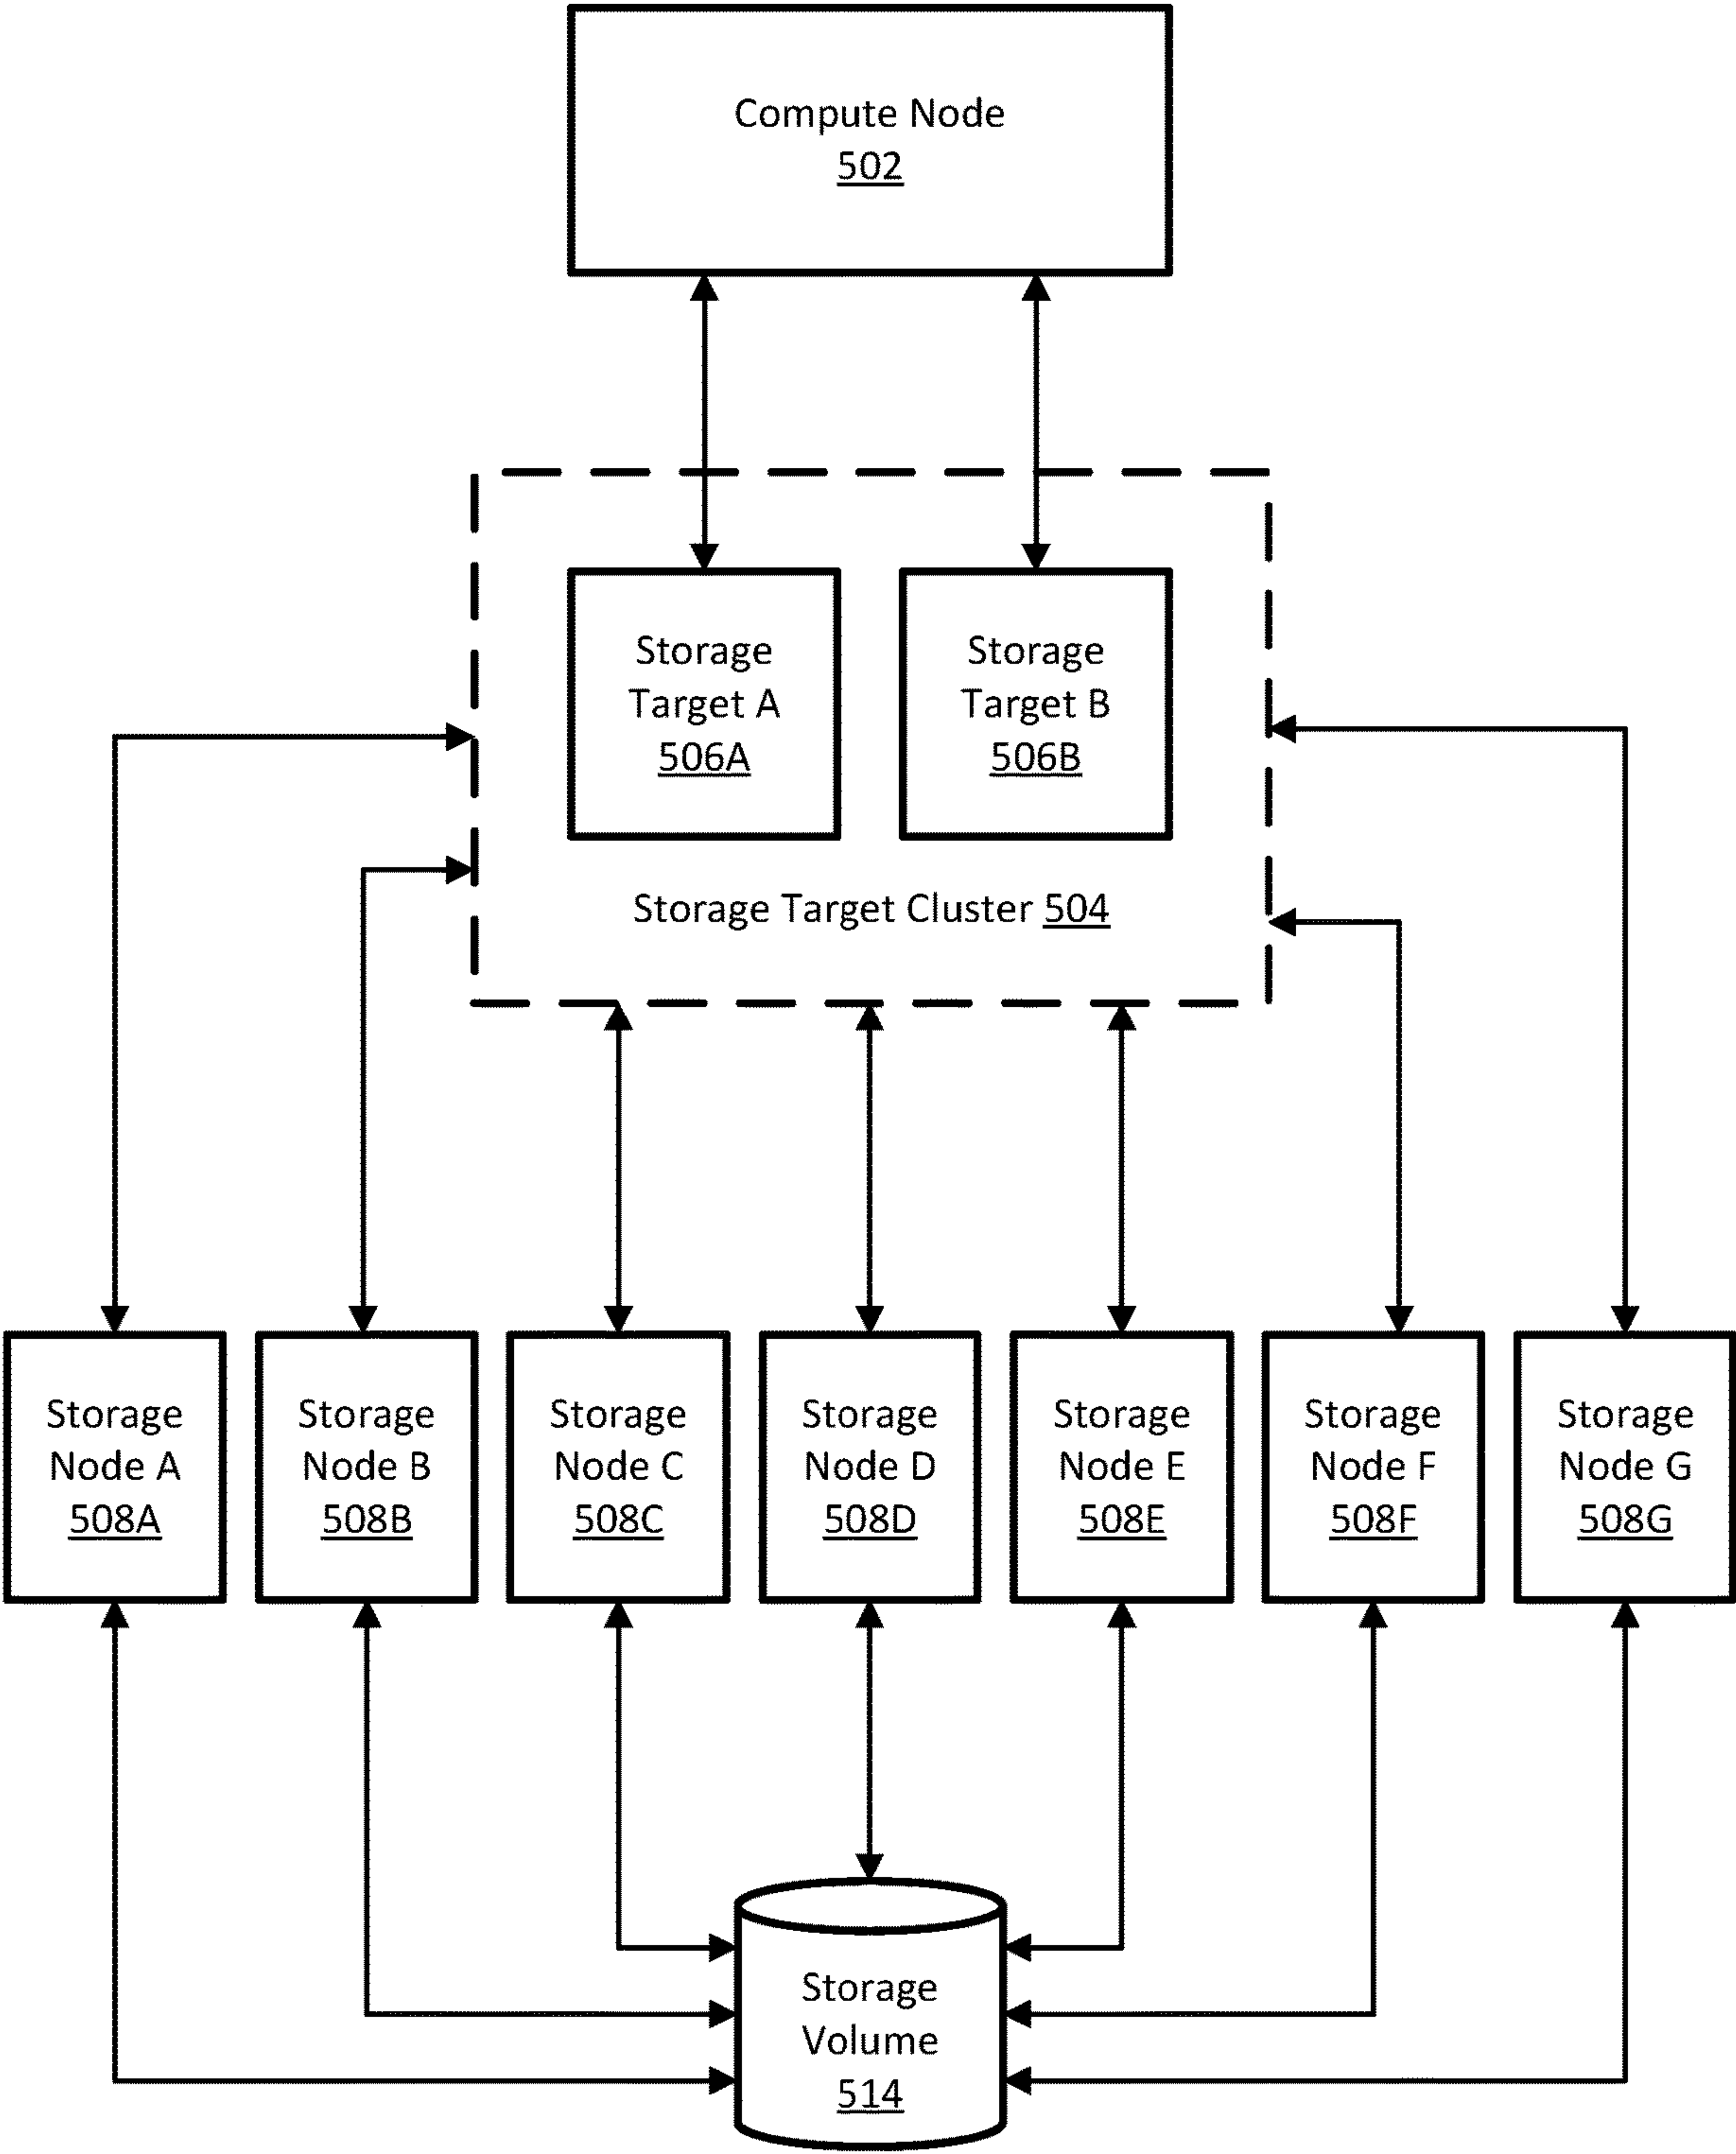 Compute Node
502
Storage
Target A
506A
Storage
Target B
506B
Storage Target Cluster 504
Storage
Node A
508A
Storage
Node B
508B
Storage
Node C
508C
Storage
Node D
508D
Storage
Node E
508E
Storage
Node F
508F
Storage
Node G
508G
Storage
Volume
514